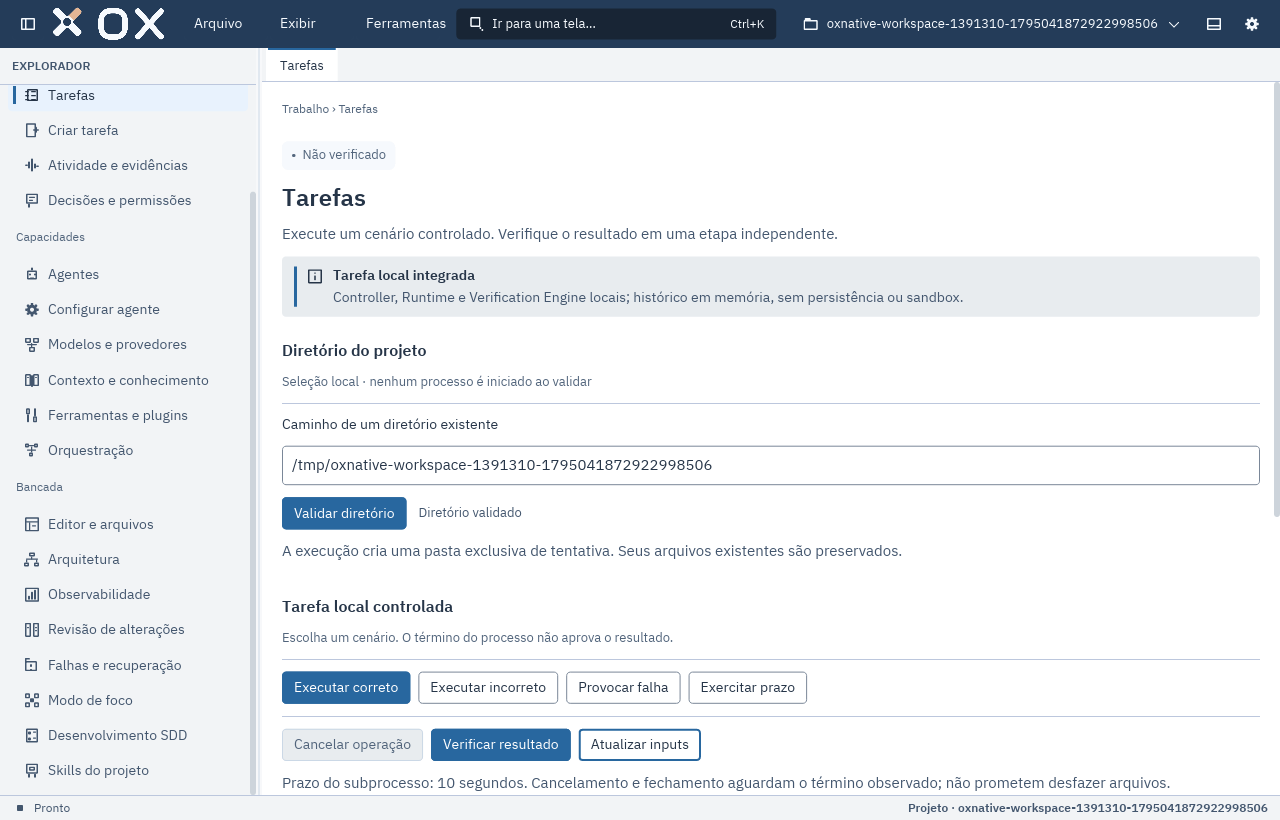 OX
Arquivo
Exibir
Ferramentas
Ir para uma tela...
Ctrl+K
oxnative-workspace-1391310-1795041872922998506
EXPLORADOR
Tarefas
Criar tarefa
Atividade e evidências
Decisões e permissões
Capacidades
Agentes
Configurar agente
Modelos e provedores
Contexto e conhecimento
Ferramentas e plugins
Orquestração
Bancada
Editor e arquivos
Arquitetura
Observabilidade
Revisão de alterações
Falhas e recuperação
Modo de foco
Desenvolvimento SDD
Skills do projeto
Tarefas
Trabalho › Tarefas
• Não verificado
Tarefas
Execute um cenário controlado. Verifique o resultado em uma etapa independente.
Tarefa local integrada
Controller, Runtime e Verification Engine locais; histórico em memória, sem persistência ou sandbox.
Diretório do projeto
Seleção local · nenhum processo é iniciado ao validar
Caminho de um diretório existente
/tmp/oxnative-workspace-1391310-1795041872922998506
Validar diretório
Diretório validado
A execução cria uma pasta exclusiva de tentativa. Seus arquivos existentes são preservados.
Tarefa local controlada
Escolha um cenário. O término do processo não aprova o resultado.
Executar correto
Executar incorreto
Provocar falha
Exercitar prazo
Cancelar operação
Verificar resultado
Atualizar inputs
Prazo do subprocesso: 10 segundos. Cancelamento e fechamento aguardam o término observado; não prometem desfazer arquivos.
Pronto
Projeto · oxnative-workspace-1391310-1795041872922998506